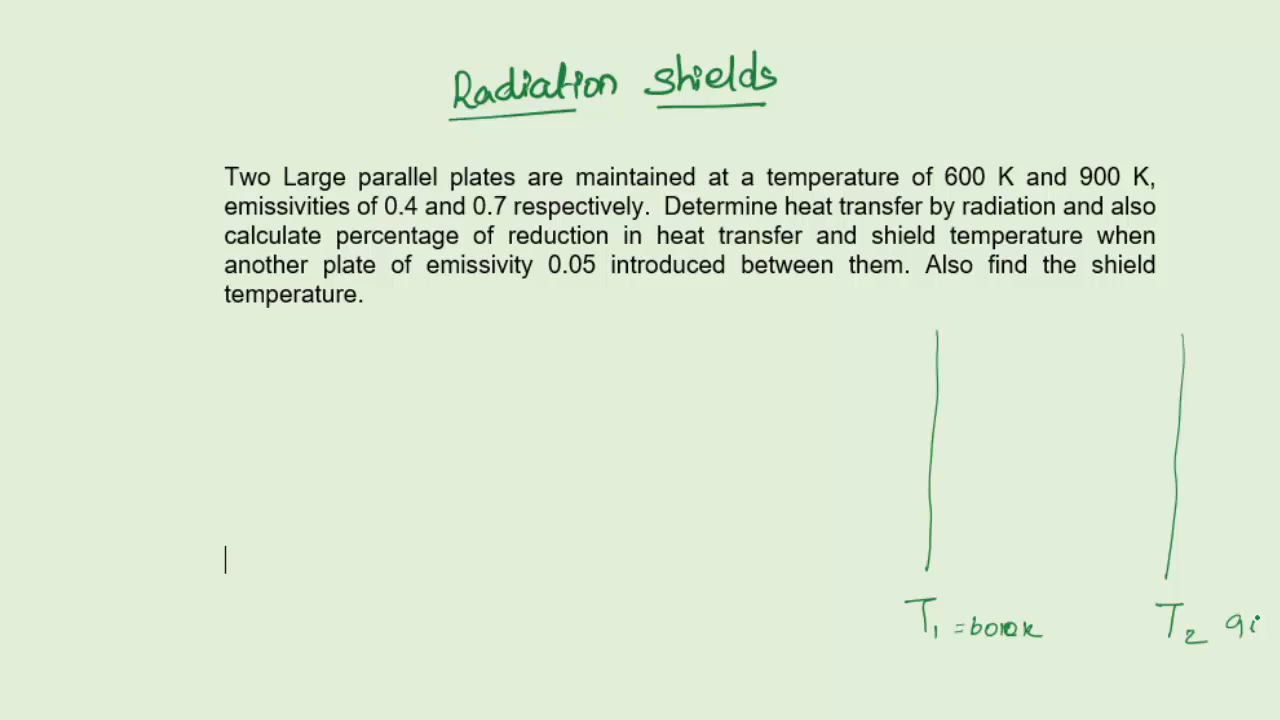 Radiation shields
Two Large parallel plates are maintained at a temperature of 600 K and 900 K,
emissivities of 0.4 and 0.7 respectively. Determine heat transfer by radiation and also
calculate percentage of reduction in heat transfer and shield temperature when
another plate of emissivity 0.05 introduced between them. Also find the shield
temperature.
T₁ = 600K T₂